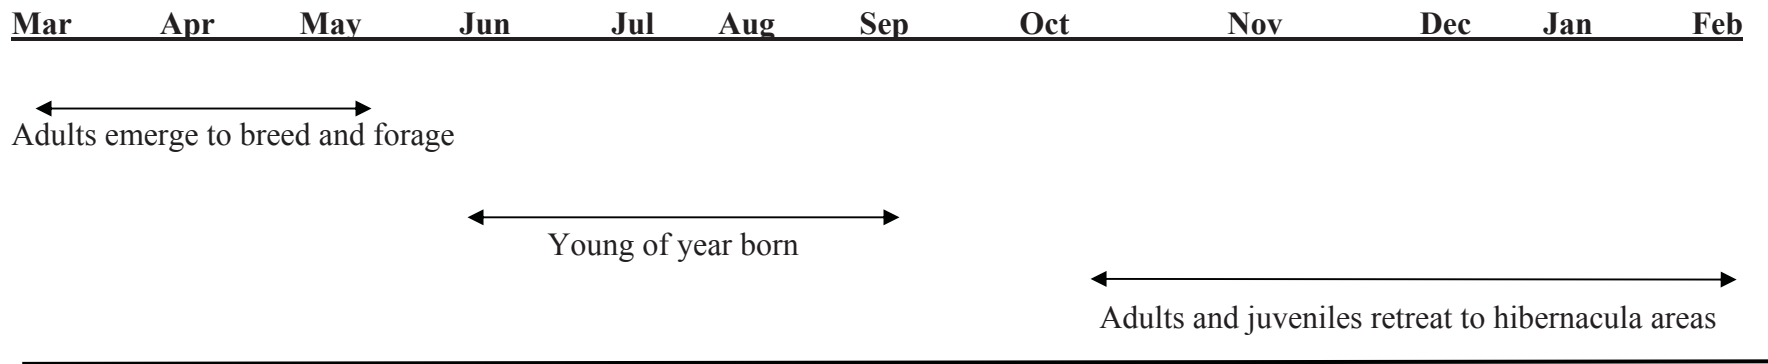 Mar Apr May Jun Jul Aug Sep Oct Nov Dec Jan Feb
Adults emerge to breed and forage
Young of year born
Adults and juveniles retreat to hibernacula areas